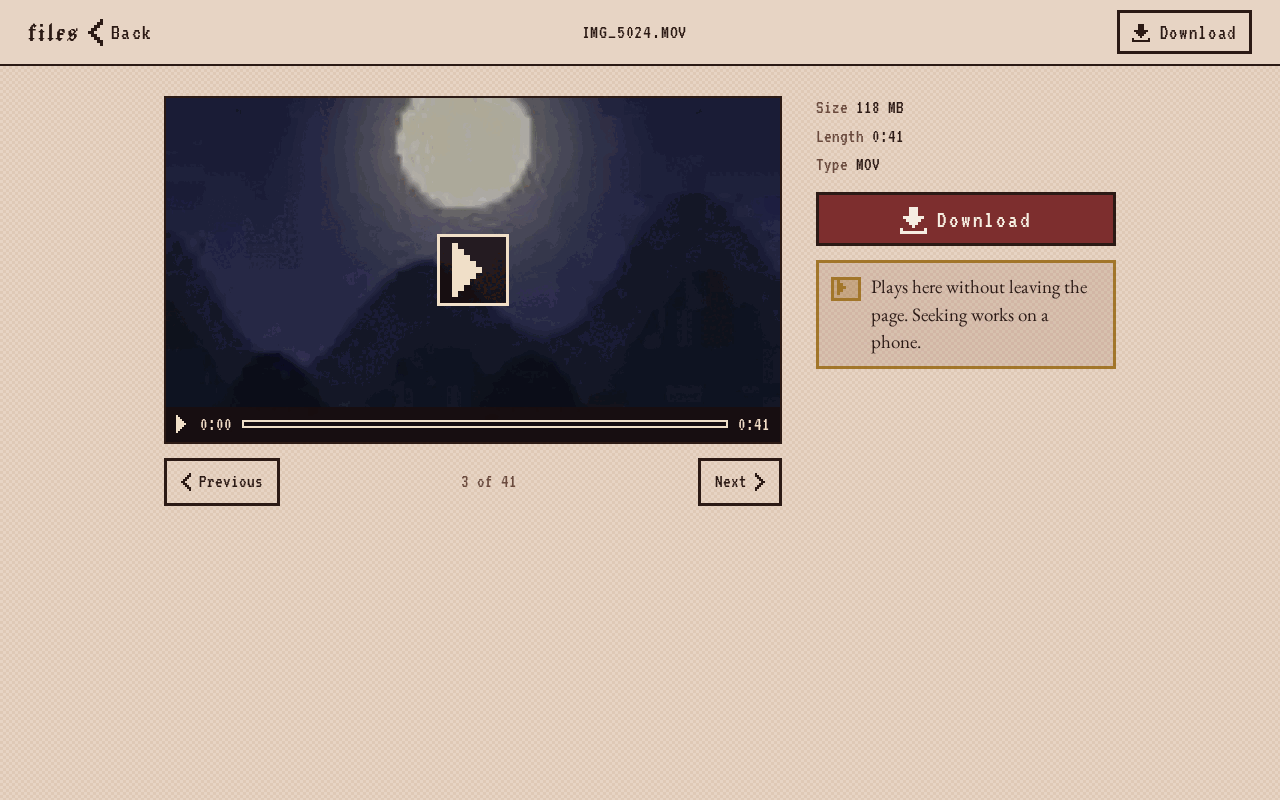 files Back
IMG_5024.MOV
Download
Size 118 MB
Length 0:41
Type MOV
Download
Plays here without leaving the
page. Seeking works on a
phone.
0:00
0:41
Previous
3 of 41
Next